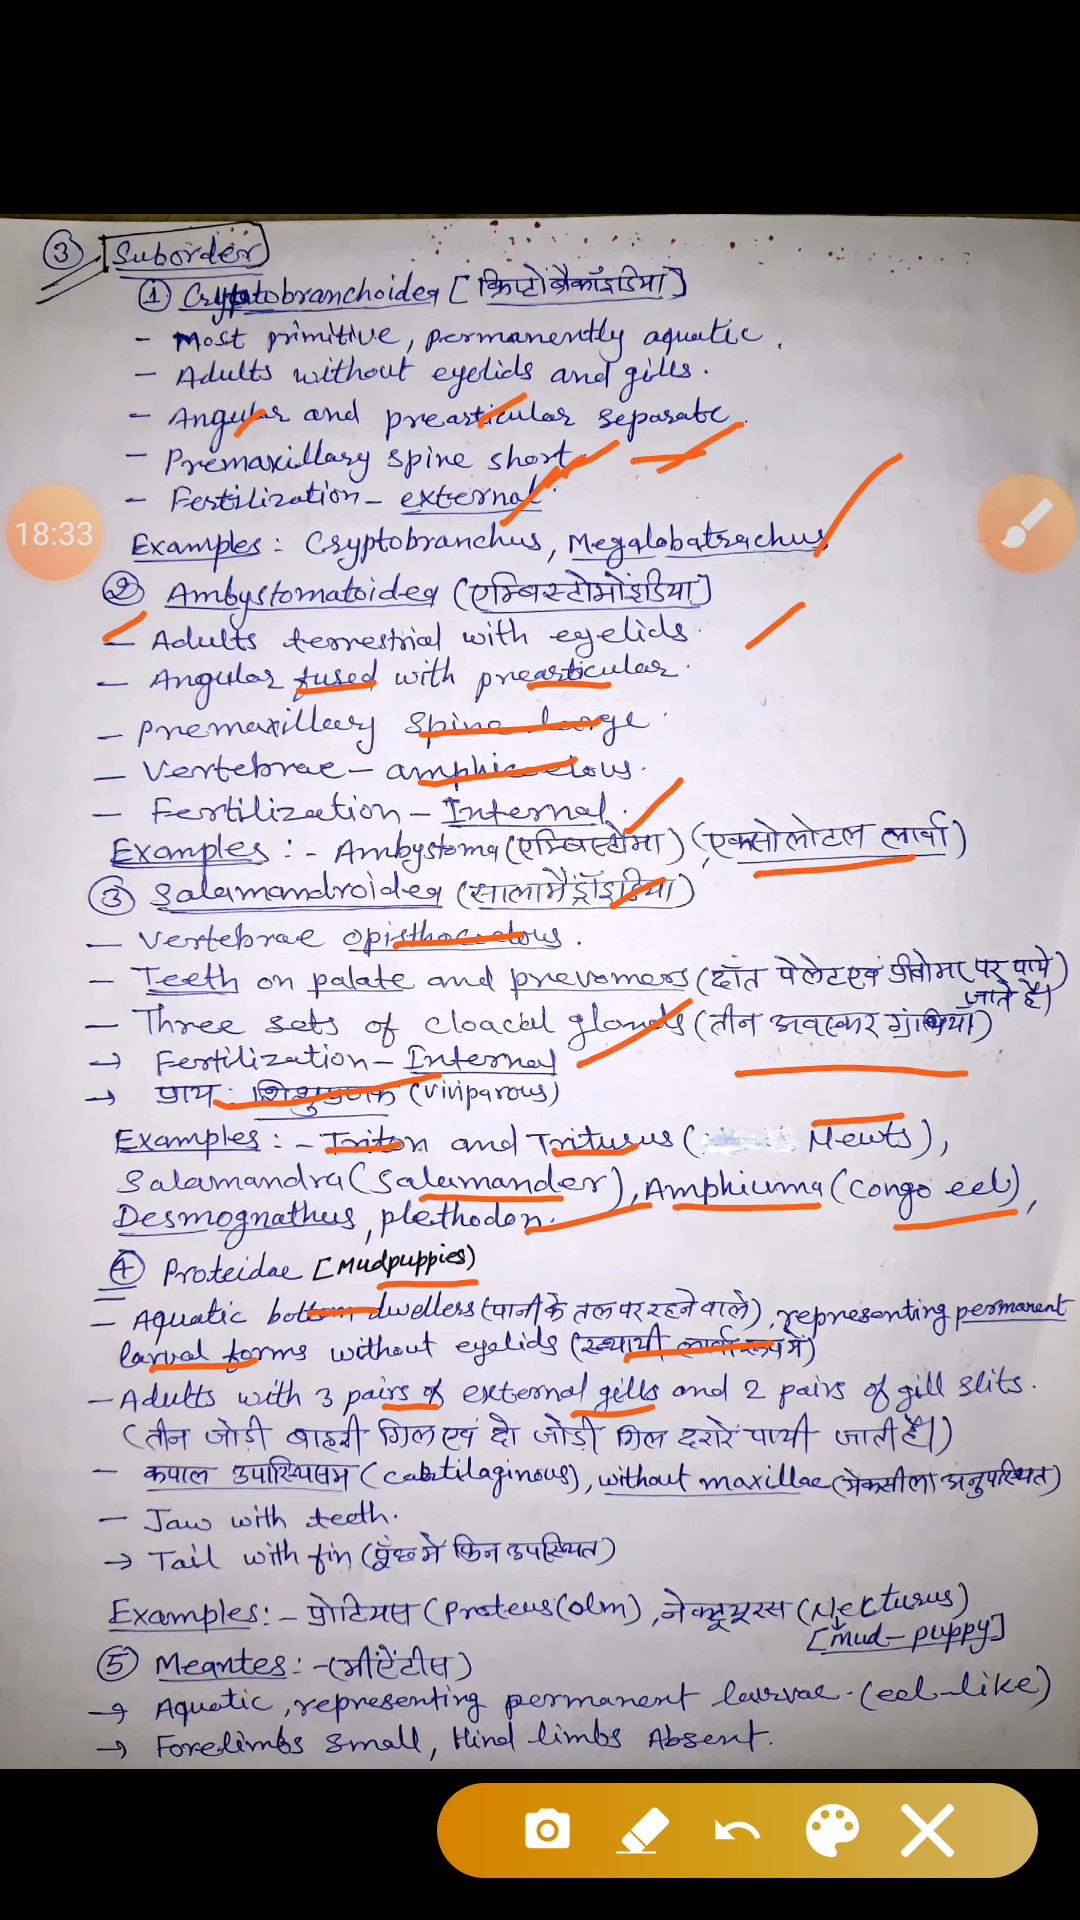 ③ Suborder
① Cryptobranchoidea [क्रिप्टोब्रैंकॉइडिया]
- Most primitive, permanently aquatic.
- Adults without eyelids and gills.
- Angular and prearticular separate.
- Premaxillary spine short.
- Fertilization - external.
18:33
Examples: Cryptobranchus, Megalobatrachus
② Ambystomatoidea (एम्बिस्टोमोइडिया]
- Adults terrestrial with eyelids.
- Angular fused with prearticular.
- Premaxillary spine large.
- Vertebrae - amphicoelous.
- Fertilization - Internal.
Examples :- Ambystoma (एम्बिस्टोमा) (एक्सोलोटल लार्वा)
③ Salamandroidea (सालामैंड्रॉइडिया)
- Vertebrae opisthocoelous.
- Teeth on palate and prevomers (दाँत पेलेट एवं प्रीवोमर पर पाये
जाते है।)
- Three sets of cloacal glands (तीन अवस्कर ग्रंथियाँ)
→ Fertilization - Internal
→ प्राय: शिशुप्रजक (viviparous)
Examples :- Triton and Triturus ( Newts),
Salamandra (Salamander), Amphiuma (Congo eel),
Desmognathus, plethodon.
④ Proteidae [Mudpuppies)
- Aquatic bottom dwellers (पानी के तल पर रहने वाले), representing permanent
larval forms without eyelids (स्थायी लार्वा रूप में)
- Adults with 3 pairs of external gills and 2 pairs of gill slits.
(तीन जोड़ी बाहरी गिल एवं दो जोड़ी गिल दरारे पायी जाती है।)
- कपाल उपास्थिसम (cartilaginous), without maxillae (मेक्सीला अनुपस्थित)
- Jaw with teeth.
→ Tail with fin (पूँछ में फिन उपस्थित)
Examples:- प्रोटियस (Proteus (olm), नेक्ट्यूरस (Necturus)
[mud-puppy]
⑤ Meantes :- (मीऐंटीस)
→ Aquatic, representing permanent larvae. (eel-like)
→ Forelimbs small, Hind limbs Absent.